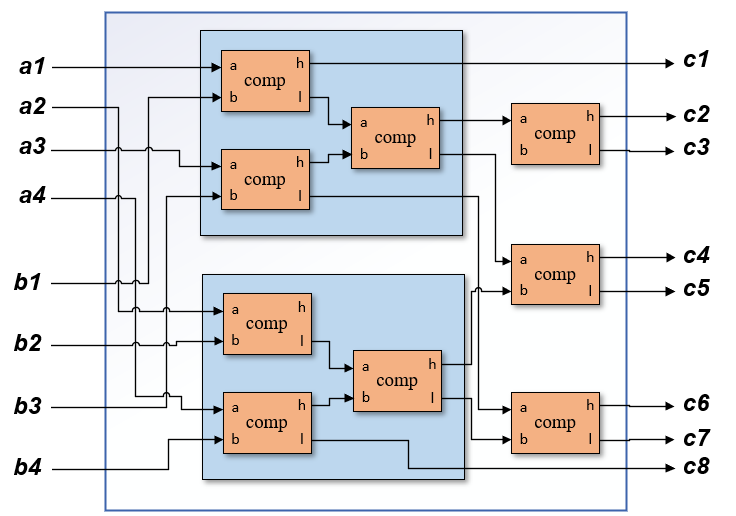 a1
a2
a3
a4
b1
b2
b3
b4
a h
comp
b l
a h
comp
b l
a h
comp
b l
a h
comp
b l
a h
comp
b l
a h
comp
b l
a h
comp
b l
a h
comp
b l
a h
comp
b l
c1
c2
c3
c4
c5
c6
c7
c8